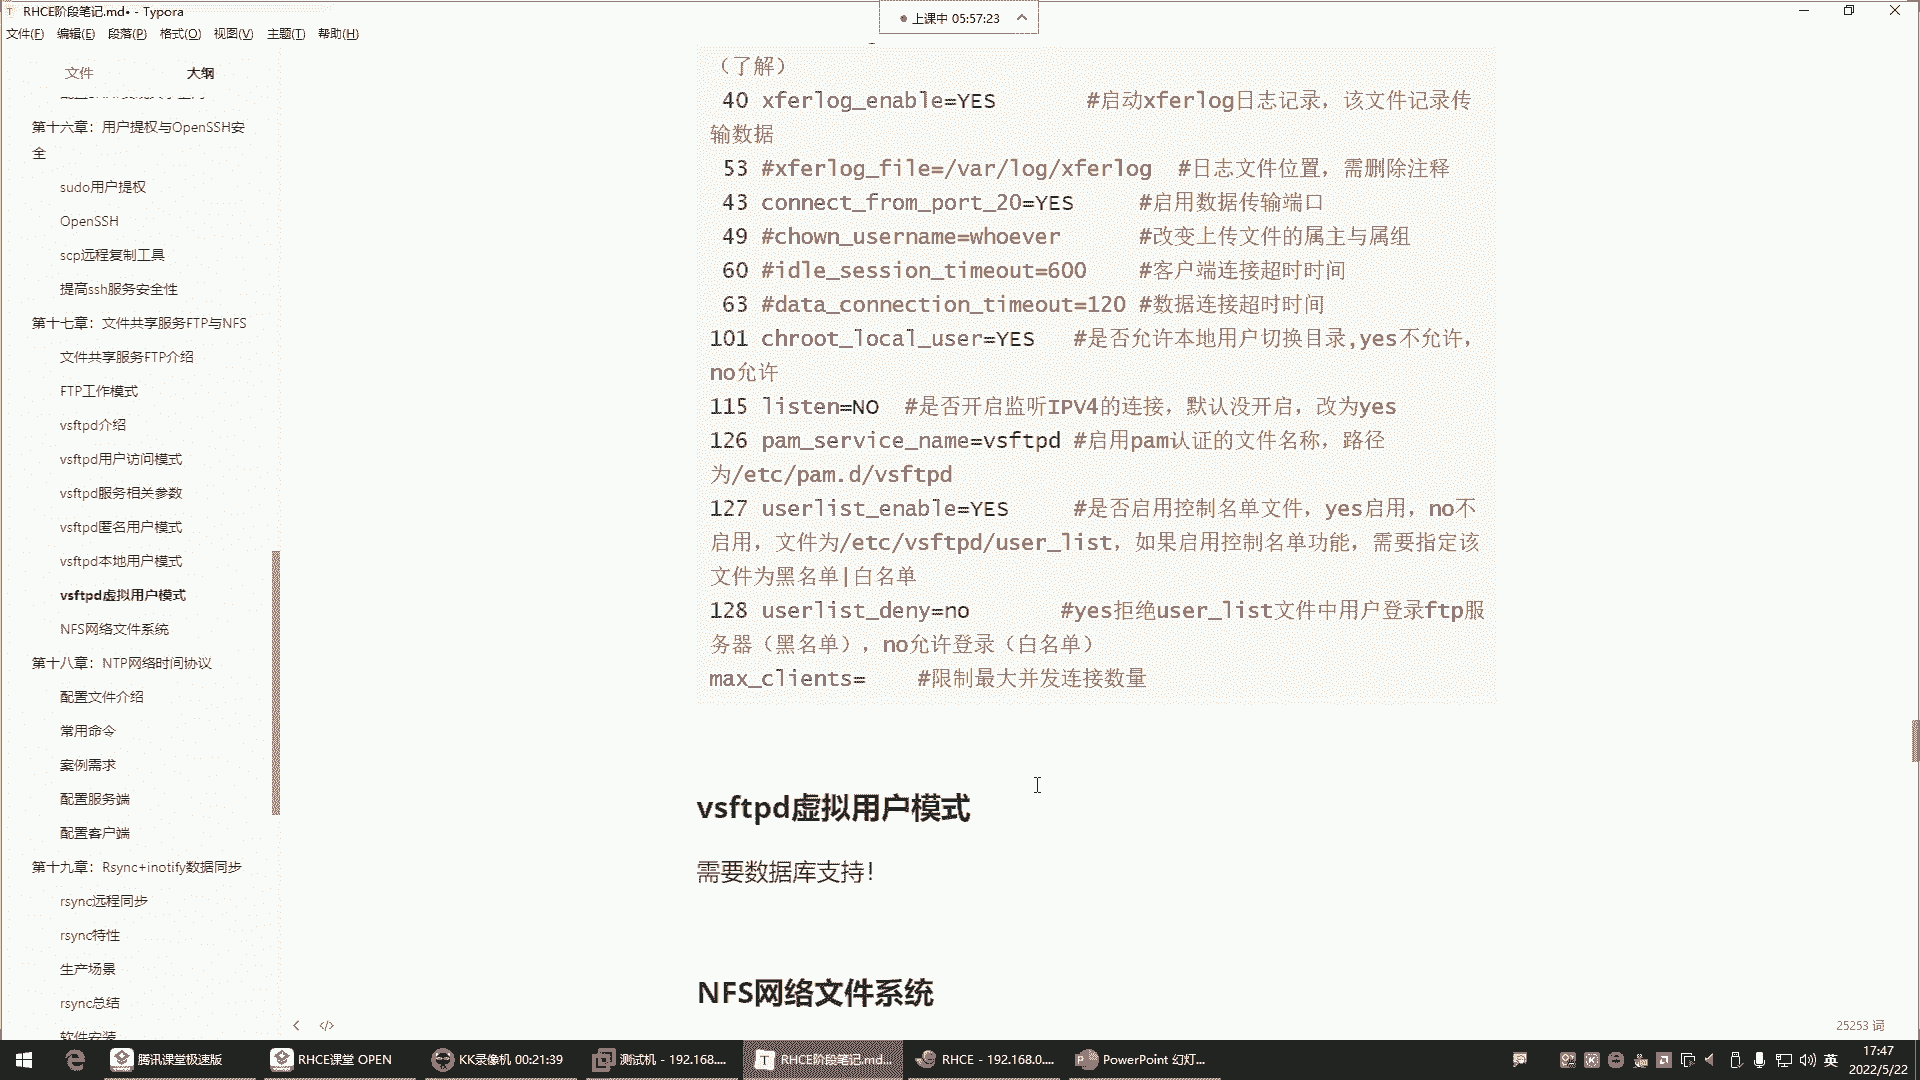 RHCE阶段笔记.md• - Typora
上课中 05:57:23
文件(F) 编辑(E) 段落(P) 格式(O) 视图(V) 主题(T) 帮助(H)
文件 大纲
第十六章：用户提权与OpenSSH安
全
sudo用户提权
OpenSSH
scp远程复制工具
提高ssh服务安全性
第十七章：文件共享服务FTP与NFS
文件共享服务FTP介绍
FTP工作模式
vsftpd介绍
vsftpd用户访问模式
vsftpd服务相关参数
vsftpd匿名用户模式
vsftpd本地用户模式
vsftpd虚拟用户模式
NFS网络文件系统
第十八章：NTP网络时间协议
配置文件介绍
常用命令
案例需求
配置服务端
配置客户端
第十九章：Rsync+inotify数据同步
rsync远程同步
rsync特性
生产场景
rsync总结
软件安装
（了解）
40 xferlog_enable=YES #启动xferlog日志记录，该文件记录传
输数据
53 #xferlog_file=/var/log/xferlog #日志文件位置，需删除注释
43 connect_from_port_20=YES #启用数据传输端口
49 #chown_username=whoever #改变上传文件的属主与属组
60 #idle_session_timeout=600 #客户端连接超时时间
63 #data_connection_timeout=120 #数据连接超时时间
101 chroot_local_user=YES #是否允许本地用户切换目录,yes不允许，
no允许
115 listen=NO #是否开启监听IPV4的连接，默认没开启，改为yes
126 pam_service_name=vsftpd #启用pam认证的文件名称，路径
为/etc/pam.d/vsftpd
127 userlist_enable=YES #是否启用控制名单文件，yes启用，no不
启用，文件为/etc/vsftpd/user_list，如果启用控制名单功能，需要指定该
文件为黑名单|白名单
128 userlist_deny=no #yes拒绝user_list文件中用户登录ftp服
务器（黑名单），no允许登录（白名单）
max_clients= #限制最大并发连接数量
vsftpd虚拟用户模式
需要数据库支持！
NFS网络文件系统
25253 词
腾讯课堂极速版 RHCE课堂 OPEN KK录像机 00:21:39 测试机 - 192.168.... RHCE阶段笔记.md... RHCE - 192.168.0.... PowerPoint 幻灯... 英 17:47
2022/5/22